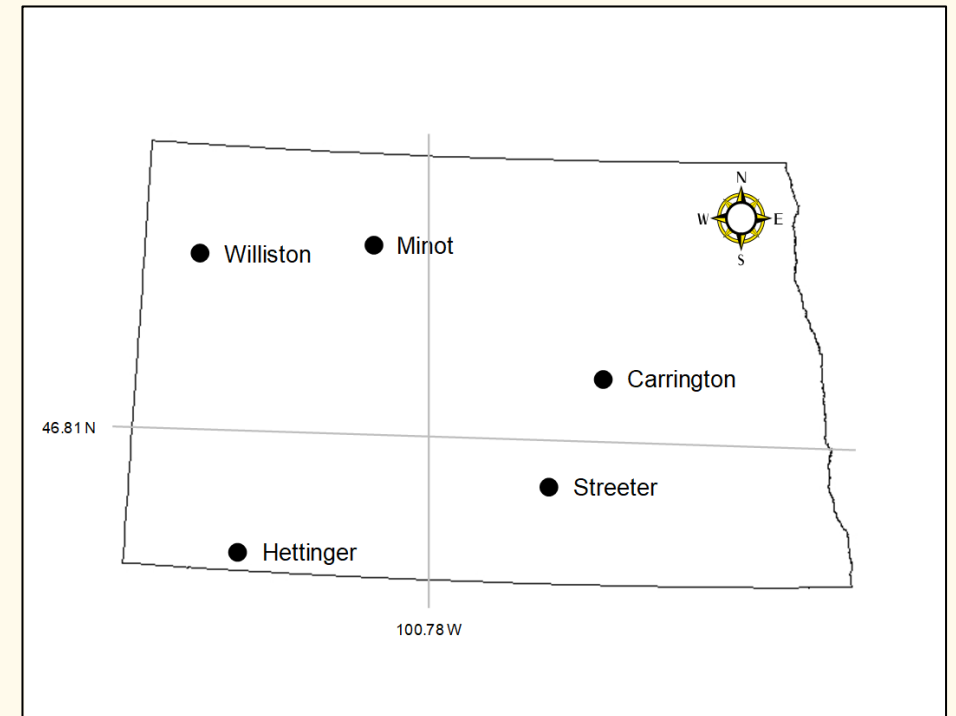 N
W
E
S
Williston
Minot
Carrington
46.81 N
Streeter
Hettinger
100.78 W